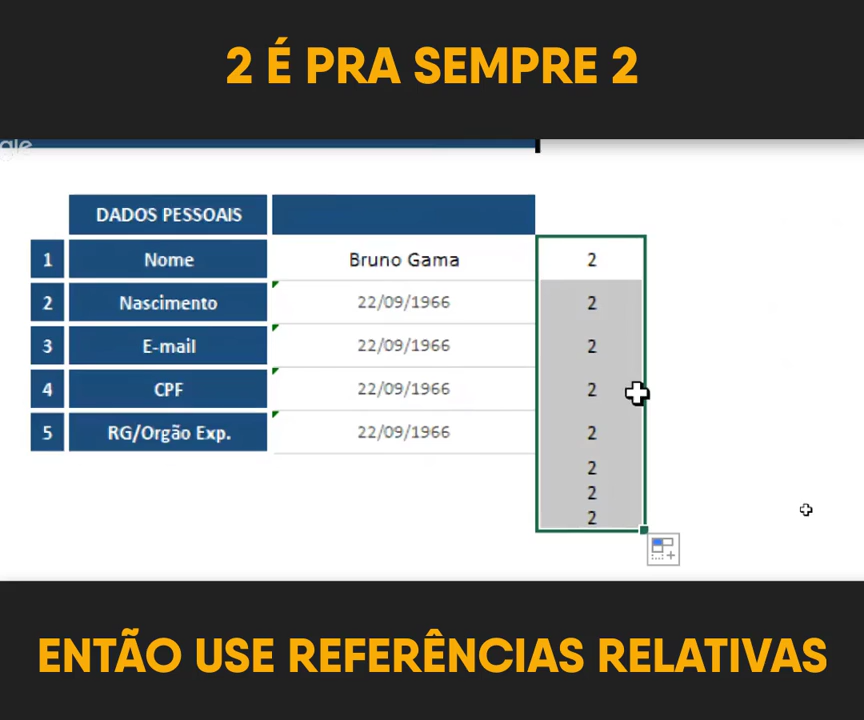 2 É PRA SEMPRE 2
gle
DADOS PESSOAIS
1 Nome Bruno Gama 2
2 Nascimento 22/09/1966 2
3 E-mail 22/09/1966 2
4 CPF 22/09/1966 2
5 RG/Orgão Exp. 22/09/1966 2
2
2
2
ENTÃO USE REFERÊNCIAS RELATIVAS